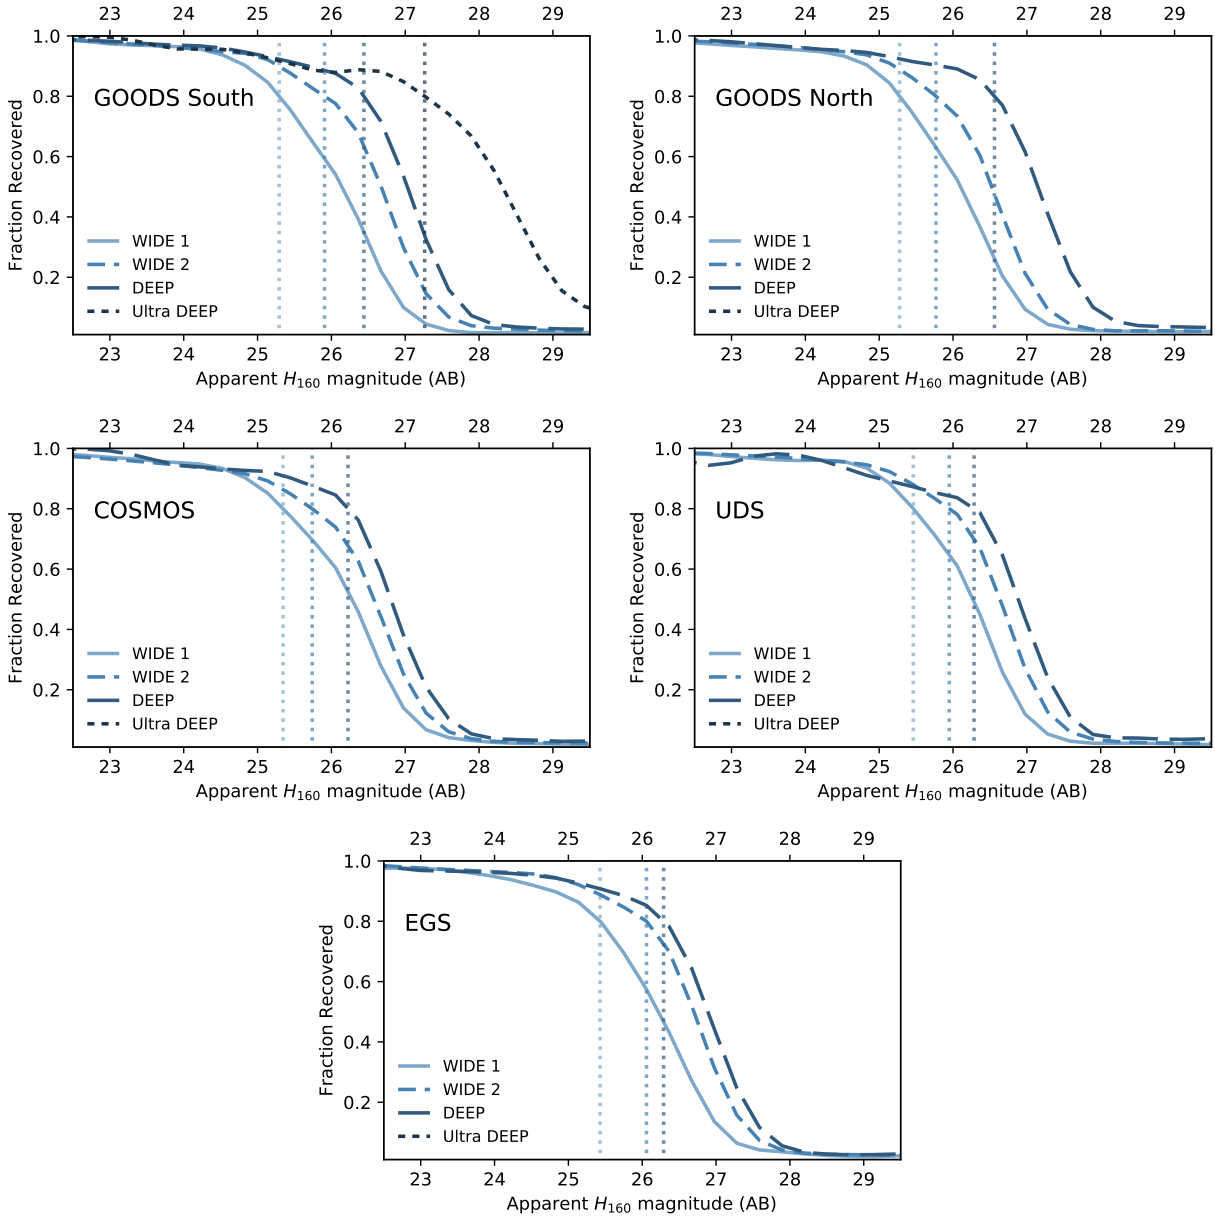 23 24 25 26 27 28 29
1.0
0.8
0.6
0.4
0.2
Fraction Recovered
GOODS South
WIDE 1
WIDE 2
DEEP
Ultra DEEP
23 24 25 26 27 28 29
Apparent H160 magnitude (AB)
23 24 25 26 27 28 29
1.0
0.8
0.6
0.4
0.2
Fraction Recovered
GOODS North
WIDE 1
WIDE 2
DEEP
Ultra DEEP
23 24 25 26 27 28 29
Apparent H160 magnitude (AB)
23 24 25 26 27 28 29
1.0
0.8
0.6
0.4
0.2
Fraction Recovered
COSMOS
WIDE 1
WIDE 2
DEEP
Ultra DEEP
23 24 25 26 27 28 29
Apparent H160 magnitude (AB)
23 24 25 26 27 28 29
1.0
0.8
0.6
0.4
0.2
Fraction Recovered
UDS
WIDE 1
WIDE 2
DEEP
Ultra DEEP
23 24 25 26 27 28 29
Apparent H160 magnitude (AB)
23 24 25 26 27 28 29
1.0
0.8
0.6
0.4
0.2
Fraction Recovered
EGS
WIDE 1
WIDE 2
DEEP
Ultra DEEP
23 24 25 26 27 28 29
Apparent H160 magnitude (AB)